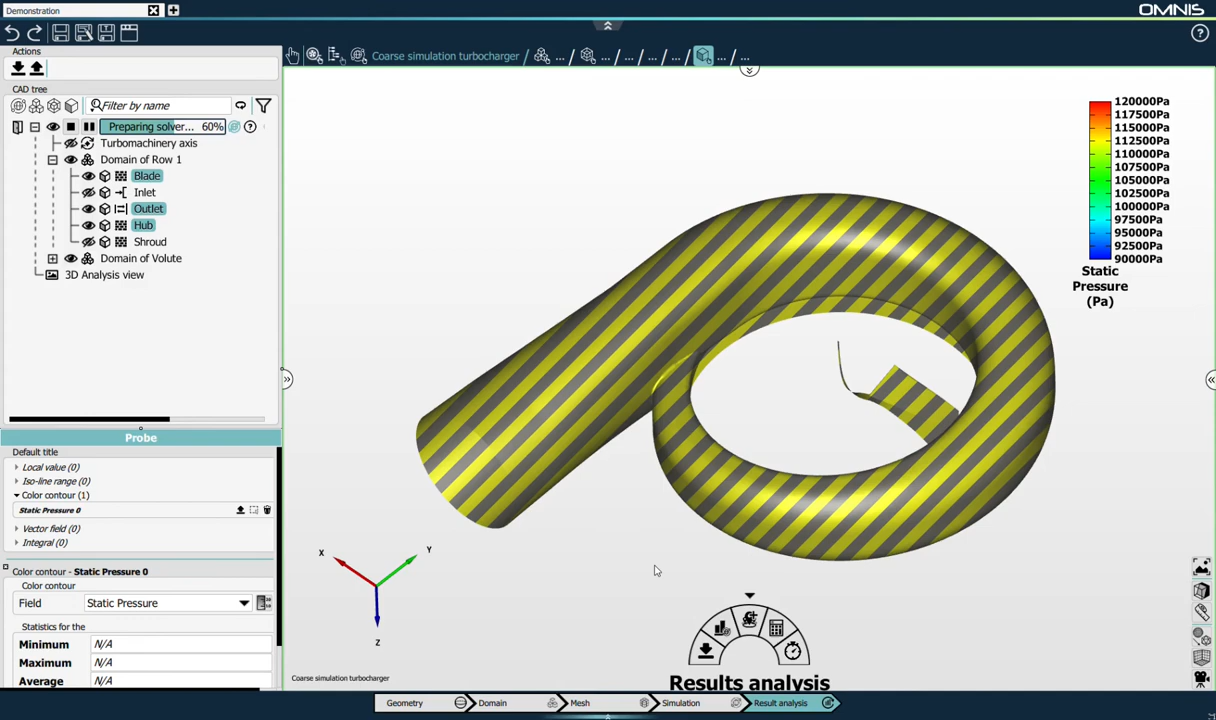 Demonstration
OMNIS
Actions
Coarse simulation turbocharger / ... / ... / ... / ... / ... / ... / ...
CAD tree
Filter by name
Preparing solver... 60%
Turbomachinery axis
Domain of Row 1
Blade
Inlet
Outlet
Hub
Shroud
Domain of Volute
3D Analysis view
120000Pa
117500Pa
115000Pa
112500Pa
110000Pa
107500Pa
105000Pa
102500Pa
100000Pa
97500Pa
95000Pa
92500Pa
90000Pa
Static
Pressure
(Pa)
Probe
Default title
Local value (0)
Iso-line range (0)
Color contour (1)
Static Pressure 0
Vector field (0)
Integral (0)
Color contour - Static Pressure 0
Color contour
Field Static Pressure
Statistics for the
Minimum N/A
Maximum N/A
Average N/A
X
Y
Z
Coarse simulation turbocharger
Results analysis
Geometry
Domain
Mesh
Simulation
Result analysis